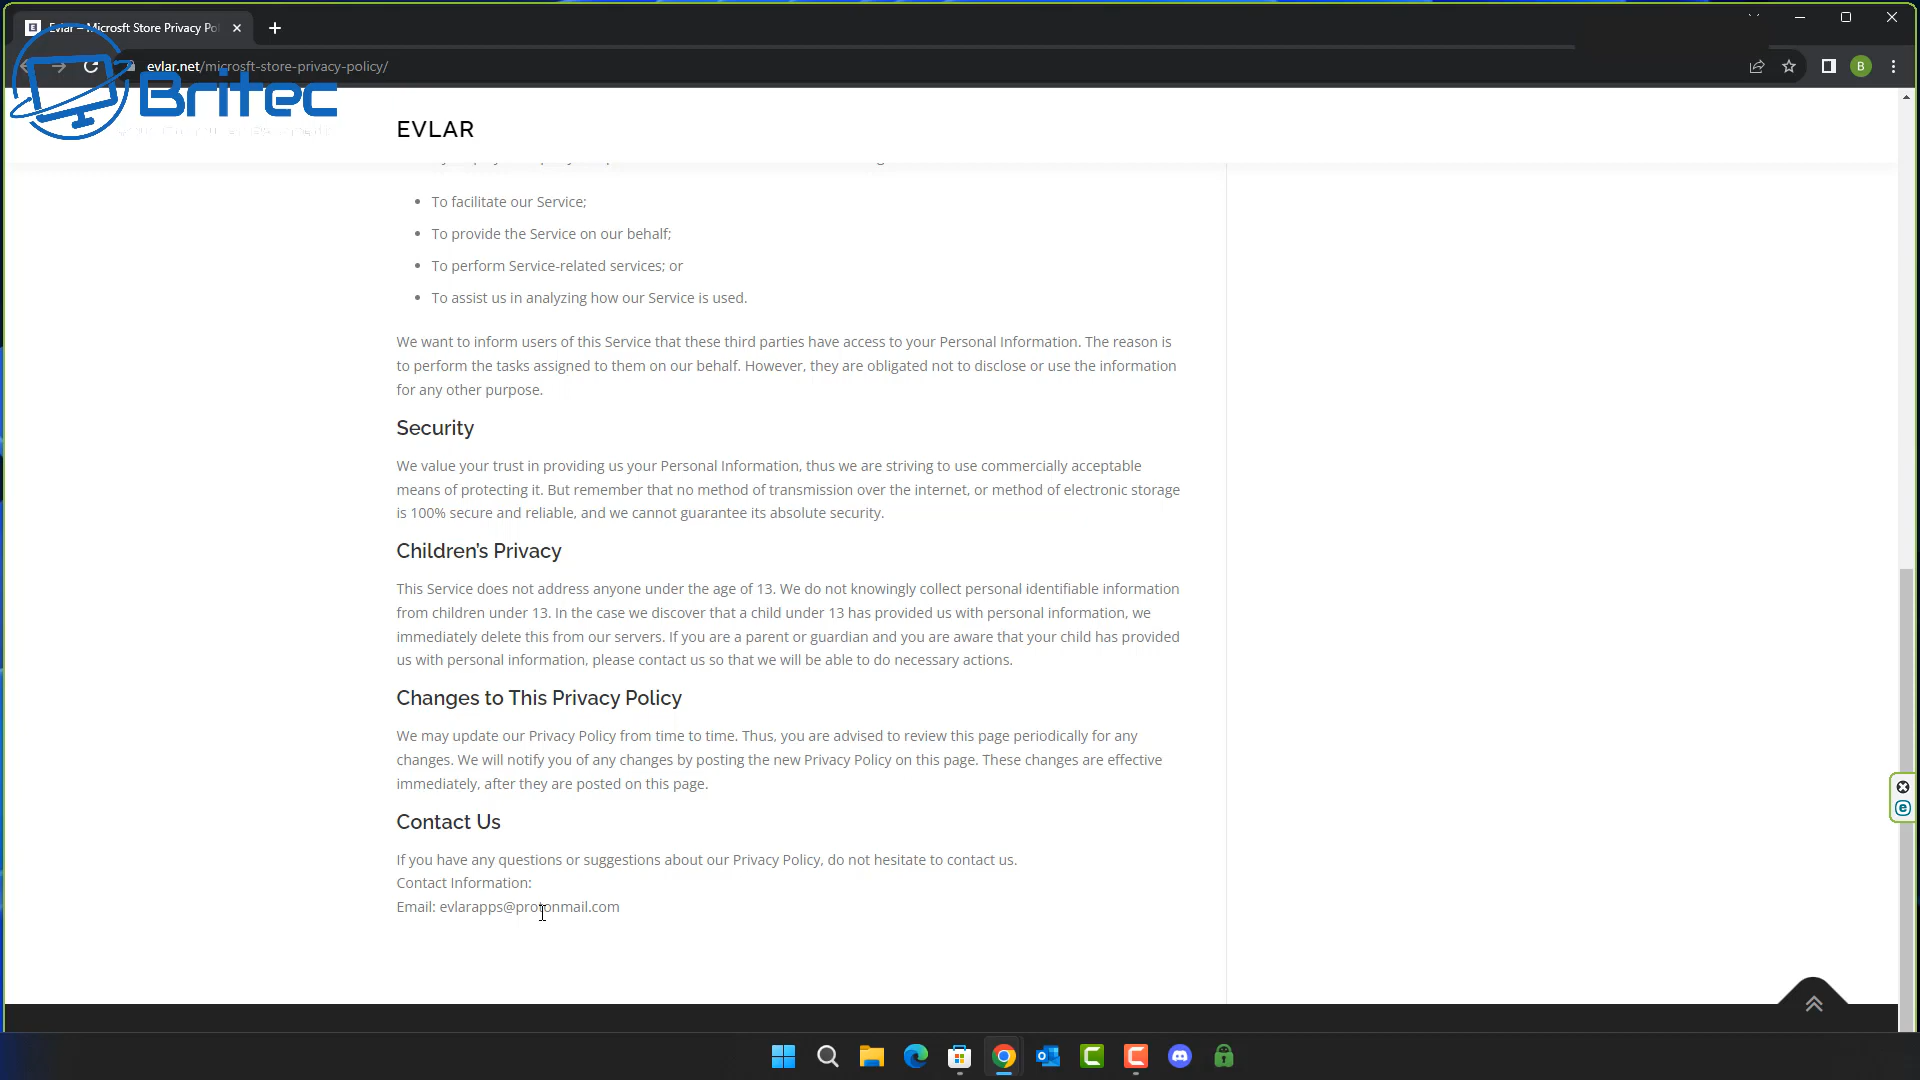 Evlar – Microsft Store Privacy Po
evlar.net/microsft-store-privacy-policy/
B
Britec
EVLAR
• To facilitate our Service;
• To provide the Service on our behalf;
• To perform Service-related services; or
• To assist us in analyzing how our Service is used.
We want to inform users of this Service that these third parties have access to your Personal Information. The reason is
to perform the tasks assigned to them on our behalf. However, they are obligated not to disclose or use the information
for any other purpose.
Security
We value your trust in providing us your Personal Information, thus we are striving to use commercially acceptable
means of protecting it. But remember that no method of transmission over the internet, or method of electronic storage
is 100% secure and reliable, and we cannot guarantee its absolute security.
Children’s Privacy
This Service does not address anyone under the age of 13. We do not knowingly collect personal identifiable information
from children under 13. In the case we discover that a child under 13 has provided us with personal information, we
immediately delete this from our servers. If you are a parent or guardian and you are aware that your child has provided
us with personal information, please contact us so that we will be able to do necessary actions.
Changes to This Privacy Policy
We may update our Privacy Policy from time to time. Thus, you are advised to review this page periodically for any
changes. We will notify you of any changes by posting the new Privacy Policy on this page. These changes are effective
immediately, after they are posted on this page.
Contact Us
If you have any questions or suggestions about our Privacy Policy, do not hesitate to contact us.
Contact Information:
Email: evlarapps@protonmail.com